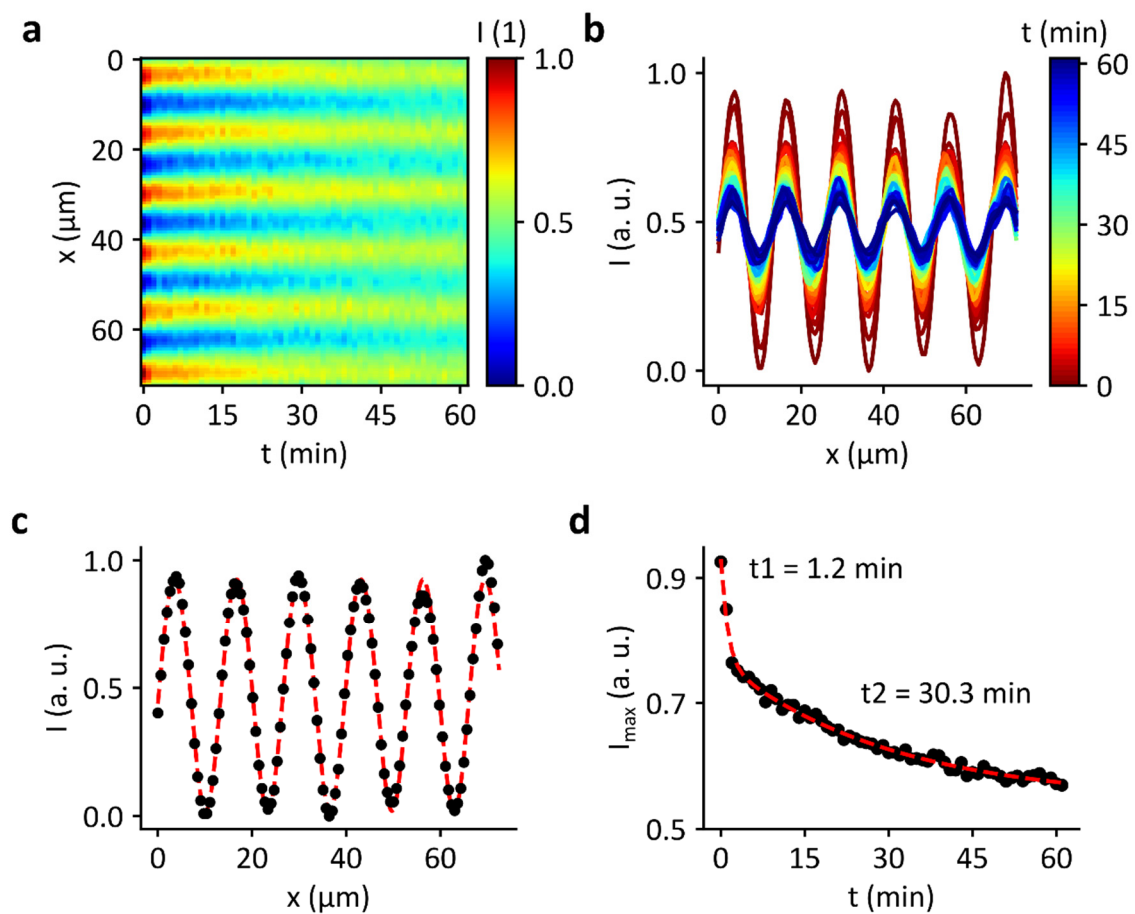 a
I (1)
0
20
40
60
x (µm)
0 15 30 45 60
t (min)
1.0
0.5
0.0
b
t (min)
1.0
0.5
0.0
I (a. u.)
0 20 40 60
x (µm)
60
45
30
15
0
c
1.0
0.5
0.0
I (a. u.)
0 20 40 60
x (µm)
d
0.9
0.7
0.5
Imax (a. u.)
t1 = 1.2 min
t2 = 30.3 min
0 15 30 45 60
t (min)